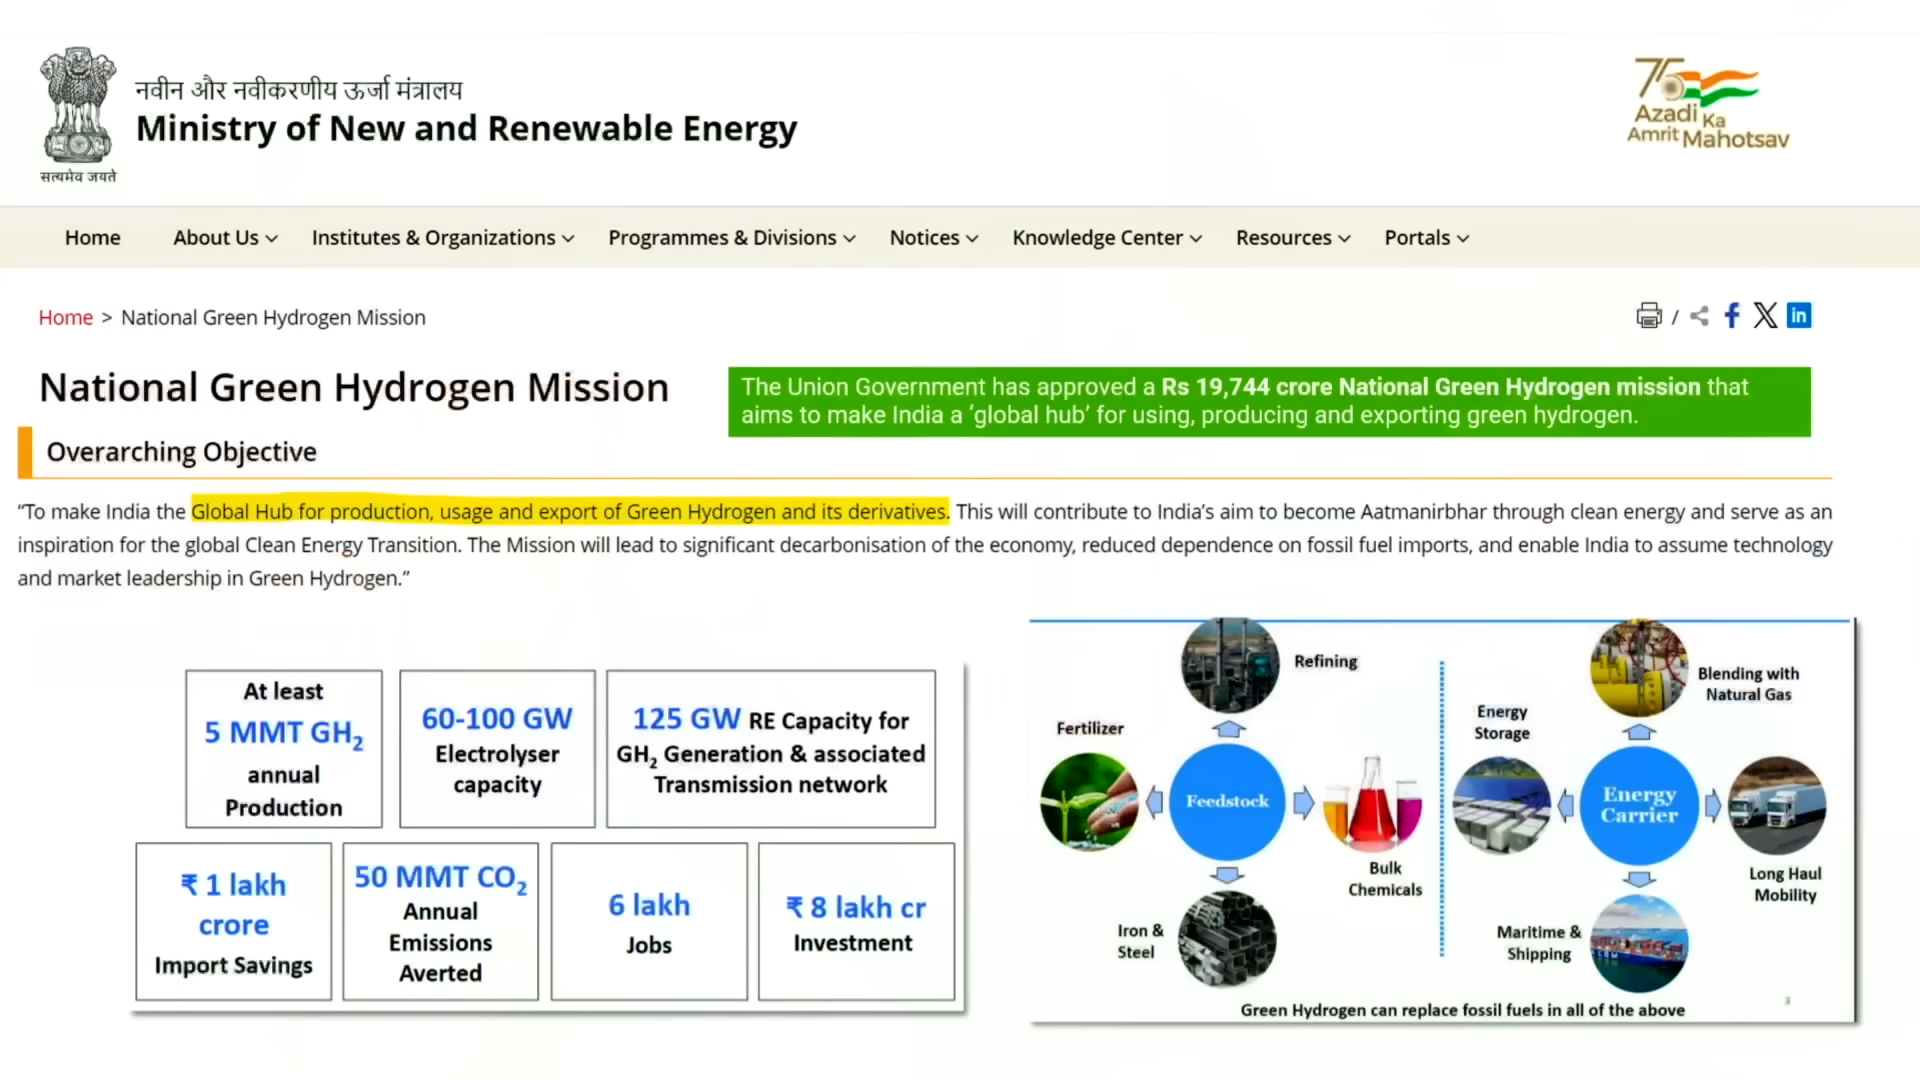 नवीन और नवीकरणीय ऊर्जा मंत्रालय
Ministry of New and Renewable Energy
सत्यमेव जयते
75
Azadi Ka
Amrit Mahotsav
Home About Us Institutes & Organizations Programmes & Divisions Notices Knowledge Center Resources Portals
Home > National Green Hydrogen Mission
/ f X in
National Green Hydrogen Mission
The Union Government has approved a Rs 19,744 crore National Green Hydrogen mission that
aims to make India a ‘global hub’ for using, producing and exporting green hydrogen.
Overarching Objective
“To make India the Global Hub for production, usage and export of Green Hydrogen and its derivatives. This will contribute to India’s aim to become Aatmanirbhar through clean energy and serve as an
inspiration for the global Clean Energy Transition. The Mission will lead to significant decarbonisation of the economy, reduced dependence on fossil fuel imports, and enable India to assume technology
and market leadership in Green Hydrogen.”
At least
5 MMT GH₂
annual
Production
60-100 GW
Electrolyser
capacity
125 GW RE Capacity for
GH₂ Generation & associated
Transmission network
₹ 1 lakh
crore
Import Savings
50 MMT CO₂
Annual
Emissions
Averted
6 lakh
Jobs
₹ 8 lakh cr
Investment
Refining
Fertilizer
Feedstock
Bulk
Chemicals
Iron &
Steel
Blending with
Natural Gas
Energy
Storage
Energy
Carrier
Long Haul
Mobility
Maritime &
Shipping
3
Green Hydrogen can replace fossil fuels in all of the above